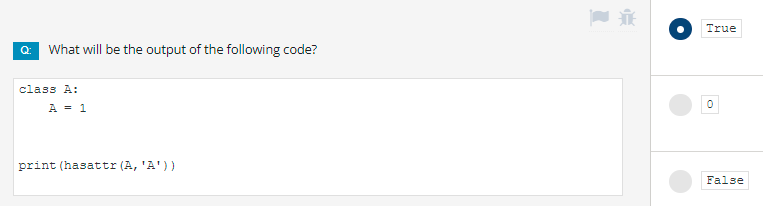 Q: What will be the output of the following code?
class A:
    A = 1
print(hasattr(A,'A'))
True
0
False